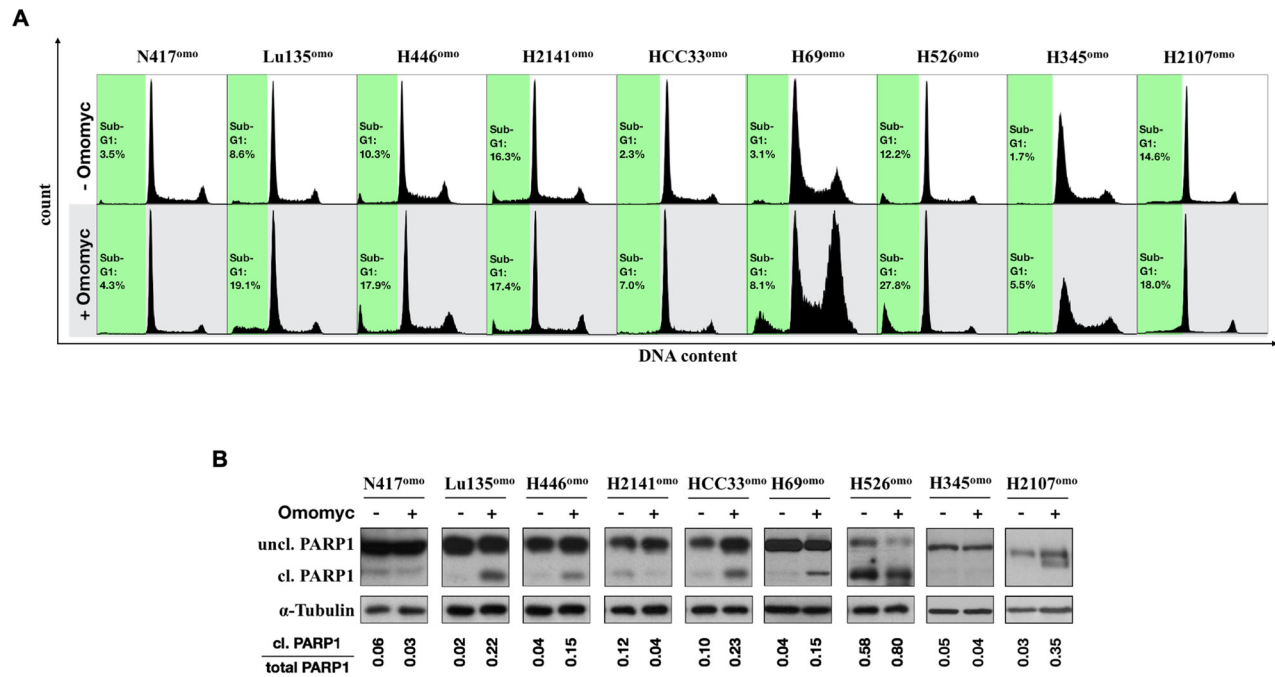 A
N417omo Lu135omo H446omo H2141omo HCC33omo H69omo H526omo H345omo H2107omo
count
- Omomyc
Sub-G1: 3.5%
Sub-G1: 8.6%
Sub-G1: 10.3%
Sub-G1: 16.3%
Sub-G1: 2.3%
Sub-G1: 3.1%
Sub-G1: 12.2%
Sub-G1: 1.7%
Sub-G1: 14.6%
+ Omomyc
Sub-G1: 4.3%
Sub-G1: 19.1%
Sub-G1: 17.9%
Sub-G1: 17.4%
Sub-G1: 7.0%
Sub-G1: 8.1%
Sub-G1: 27.8%
Sub-G1: 5.5%
Sub-G1: 18.0%
DNA content
B
N417omo Lu135omo H446omo H2141omo HCC33omo H69omo H526omo H345omo H2107omo
Omomyc - + - + - + - + - + - + - + - + - +
uncl. PARP1
cl. PARP1
α-Tubulin
cl. PARP1
total PARP1
0.06 0.03 0.02 0.22 0.04 0.15 0.12 0.04 0.10 0.23 0.04 0.15 0.58 0.80 0.05 0.04 0.03 0.35